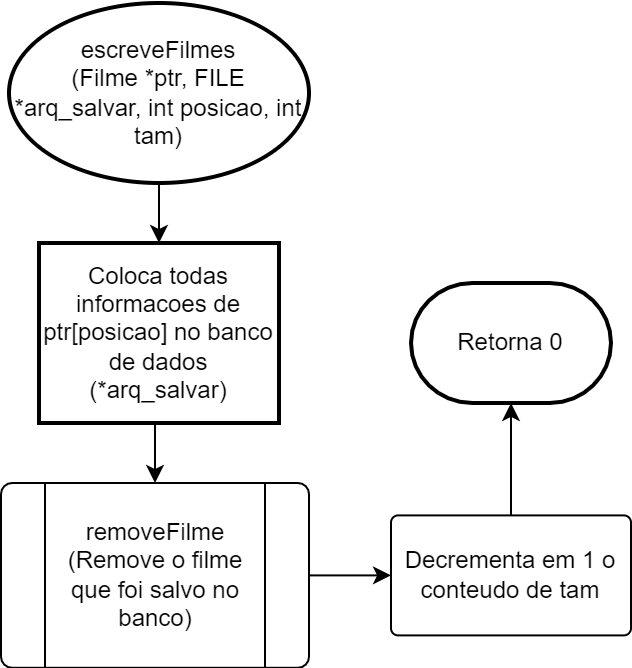 escreveFilmes
(Filme *ptr, FILE
*arq_salvar, int posicao, int
tam)
Coloca todas
informacoes de
ptr[posicao] no banco
de dados
(*arq_salvar)
removeFilme
(Remove o filme
que foi salvo no
banco)
Decrementa em 1 o
conteudo de tam
Retorna 0